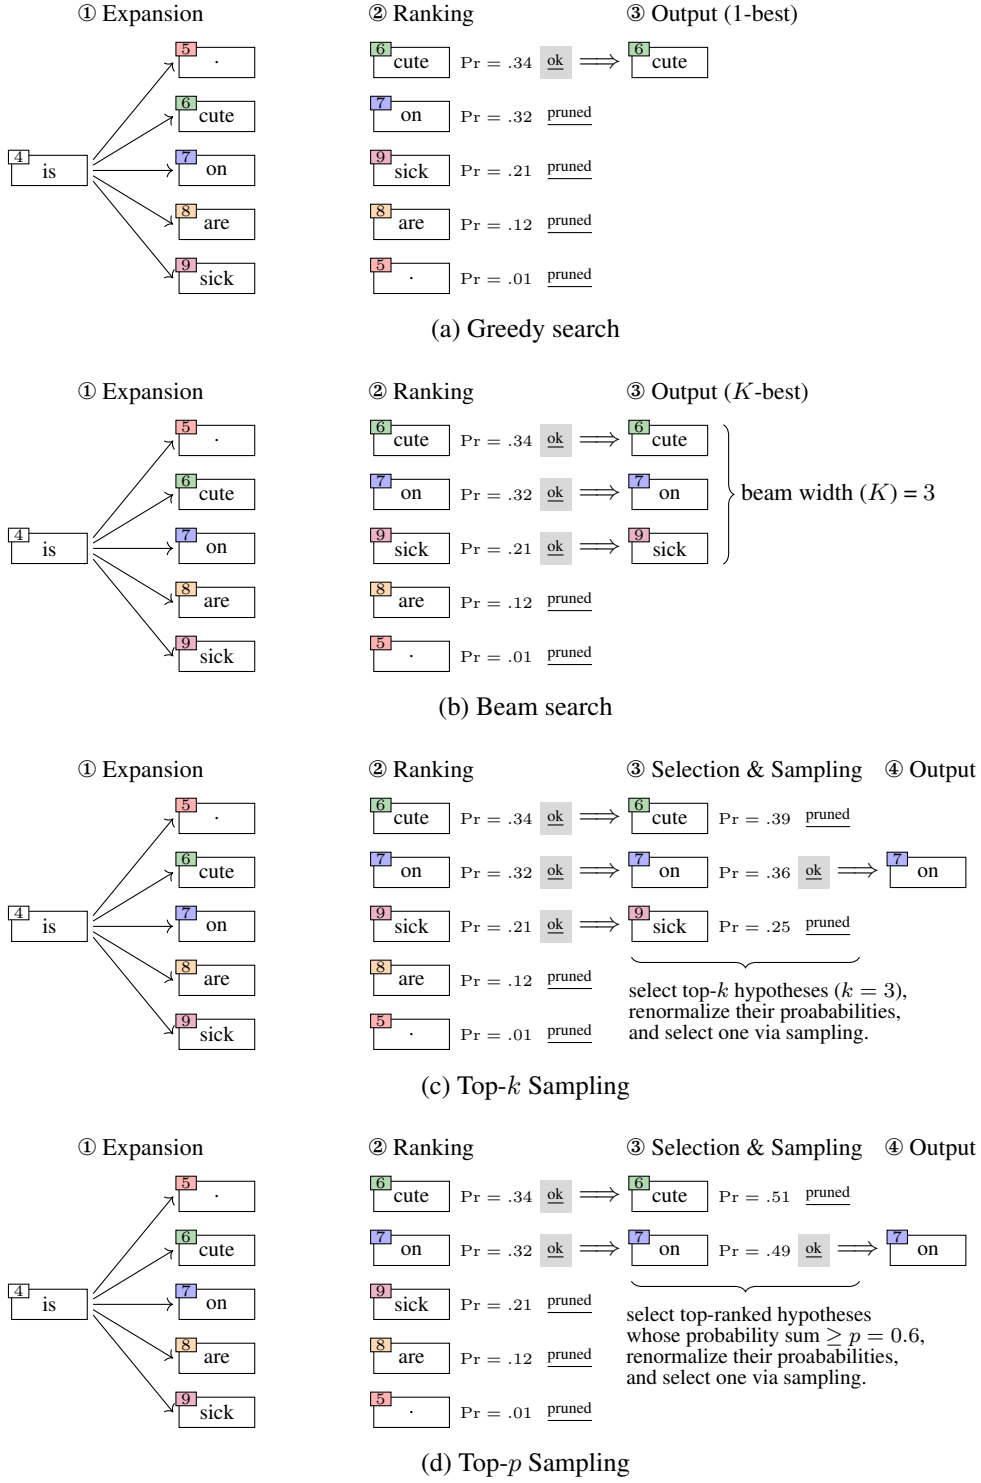 ① Expansion ② Ranking ③ Output (1-best)
5 · 6 cute Pr = .34 ok ⟹ 6 cute
6 cute 7 on Pr = .32 pruned
4 is 7 on 9 sick Pr = .21 pruned
8 are 8 are Pr = .12 pruned
9 sick 5 · Pr = .01 pruned
(a) Greedy search
① Expansion ② Ranking ③ Output (K-best)
5 · 6 cute Pr = .34 ok ⟹ 6 cute
6 cute 7 on Pr = .32 ok ⟹ 7 on beam width (K) = 3
4 is 7 on 9 sick Pr = .21 ok ⟹ 9 sick
8 are 8 are Pr = .12 pruned
9 sick 5 · Pr = .01 pruned
(b) Beam search
① Expansion ② Ranking ③ Selection & Sampling ④ Output
5 · 6 cute Pr = .34 ok ⟹ 6 cute Pr = .39 pruned
6 cute 7 on Pr = .32 ok ⟹ 7 on Pr = .36 ok ⟹ 7 on
4 is 7 on 9 sick Pr = .21 ok ⟹ 9 sick Pr = .25 pruned
8 are 8 are Pr = .12 pruned
9 sick 5 · Pr = .01 pruned
select top-k hypotheses (k = 3),
renormalize their proababilities,
and select one via sampling.
(c) Top-k Sampling
① Expansion ② Ranking ③ Selection & Sampling ④ Output
5 · 6 cute Pr = .34 ok ⟹ 6 cute Pr = .51 pruned
6 cute 7 on Pr = .32 ok ⟹ 7 on Pr = .49 ok ⟹ 7 on
4 is 7 on 9 sick Pr = .21 pruned
8 are 8 are Pr = .12 pruned
9 sick 5 · Pr = .01 pruned
select top-ranked hypotheses
whose probability sum ≥ p = 0.6,
renormalize their proababilities,
and select one via sampling.
(d) Top-p Sampling